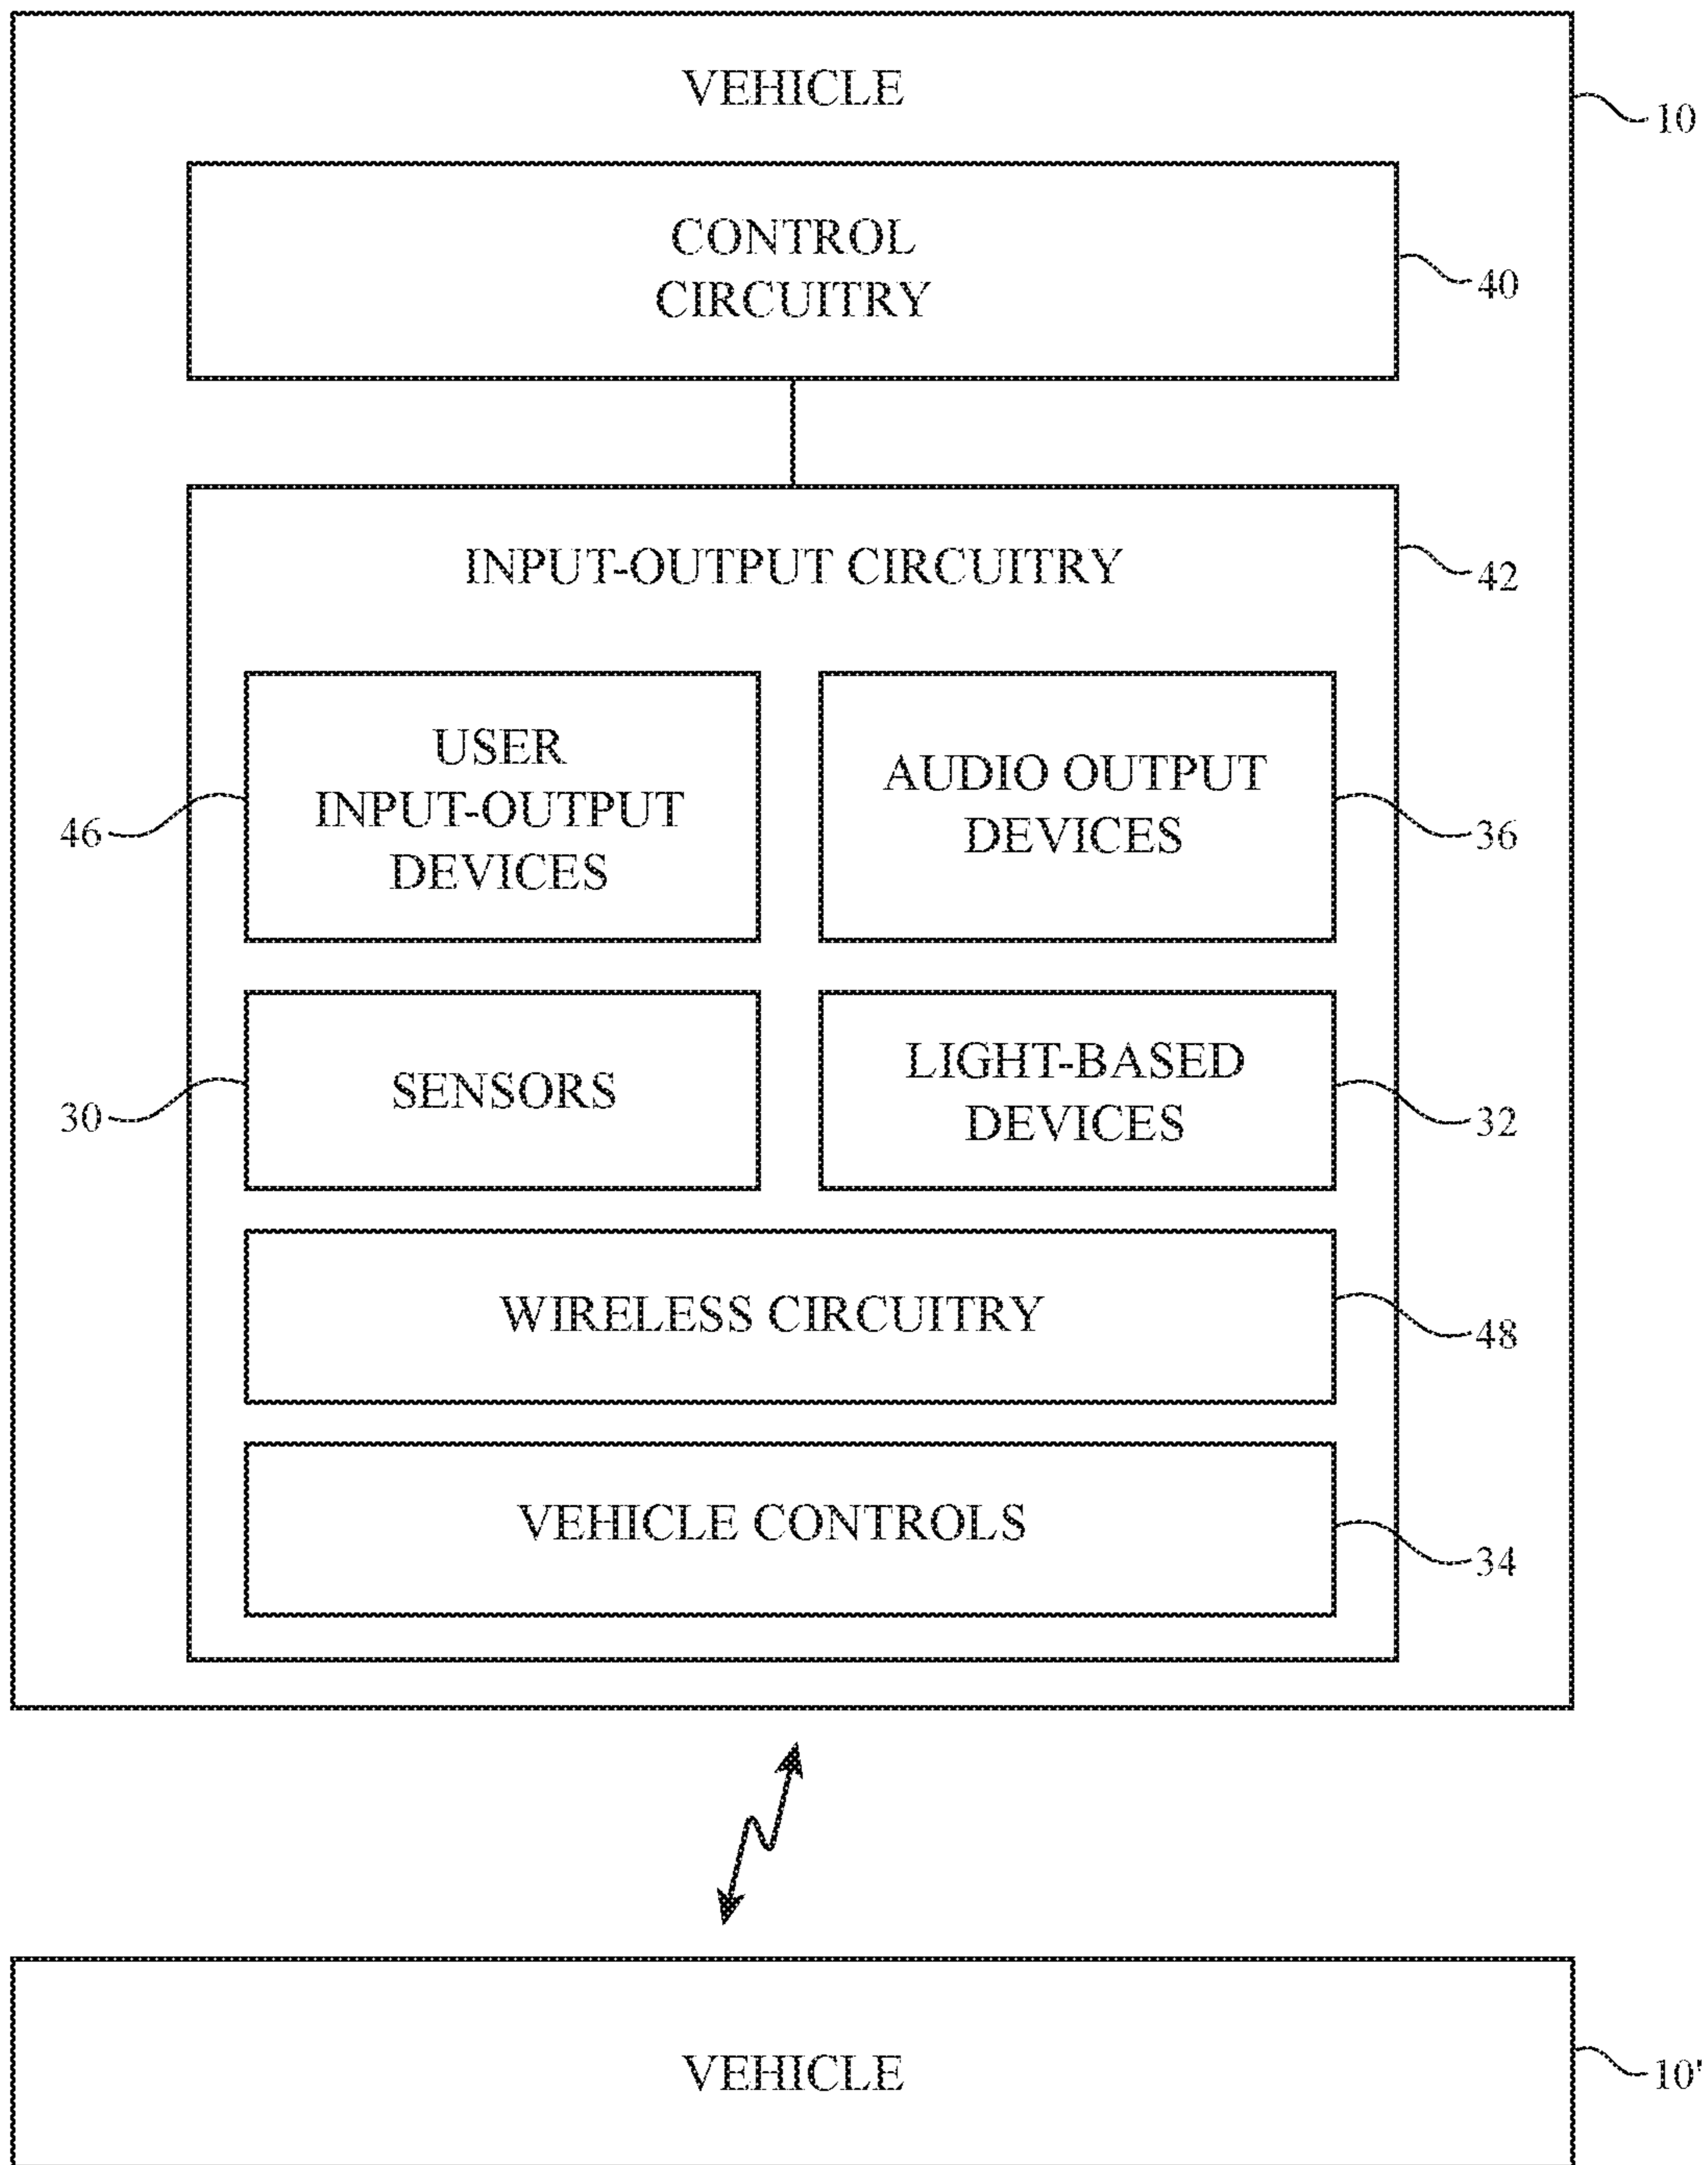 VEHICLE
10
CONTROL
CIRCUITRY
40
INPUT-OUTPUT CIRCUITRY
42
USER
INPUT-OUTPUT
DEVICES
46
AUDIO OUTPUT
DEVICES
36
SENSORS
30
LIGHT-BASED
DEVICES
32
WIRELESS CIRCUITRY
48
VEHICLE CONTROLS
34
VEHICLE
10'